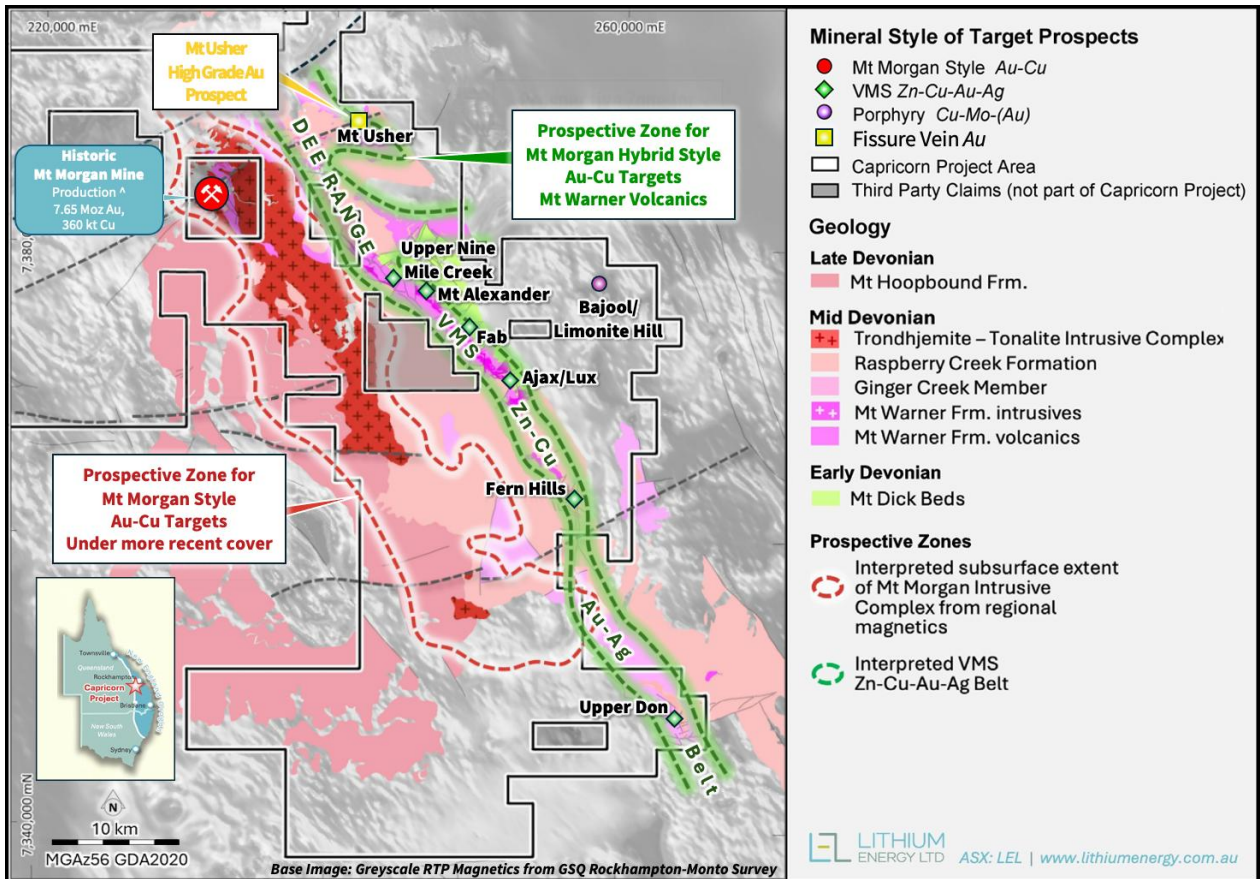 220,000 mE
260,000 mE
Mt Usher
High Grade Au
Prospect
Mt Usher
Prospective Zone for
Mt Morgan Hybrid Style
Au-Cu Targets
Mt Warner Volcanics
Historic
Mt Morgan Mine
Production ^
7.65 Moz Au,
360 kt Cu
DEE RANGE
VMS
Zn-Cu
Au-Ag
Belt
Upper Nine
Mile Creek
Mt Alexander
Bajool/
Limonite Hill
Fab
Ajax/Lux
Fern Hills
Upper Don
Prospective Zone for
Mt Morgan Style
Au-Cu Targets
Under more recent cover
Townsville
Queensland
Rockhampton
Capricorn
Project
Brisbane
New South
Wales
Sydney
7,340,000 mN
N
10 km
MGAz56 GDA2020
Base Image: Greyscale RTP Magnetics from GSQ Rockhampton-Monto Survey
Mineral Style of Target Prospects
Mt Morgan Style Au-Cu
VMS Zn-Cu-Au-Ag
Porphyry Cu-Mo-(Au)
Fissure Vein Au
Capricorn Project Area
Third Party Claims (not part of Capricorn Project)
Geology
Late Devonian
Mt Hoopbound Frm.
Mid Devonian
Trondhjemite – Tonalite Intrusive Complex
Raspberry Creek Formation
Ginger Creek Member
Mt Warner Frm. intrusives
Mt Warner Frm. volcanics
Early Devonian
Mt Dick Beds
Prospective Zones
Interpreted subsurface extent
of Mt Morgan Intrusive
Complex from regional
magnetics
Interpreted VMS
Zn-Cu-Au-Ag Belt
LITHIUM
ENERGY LTD
ASX: LEL | www.lithiumenergy.com.au